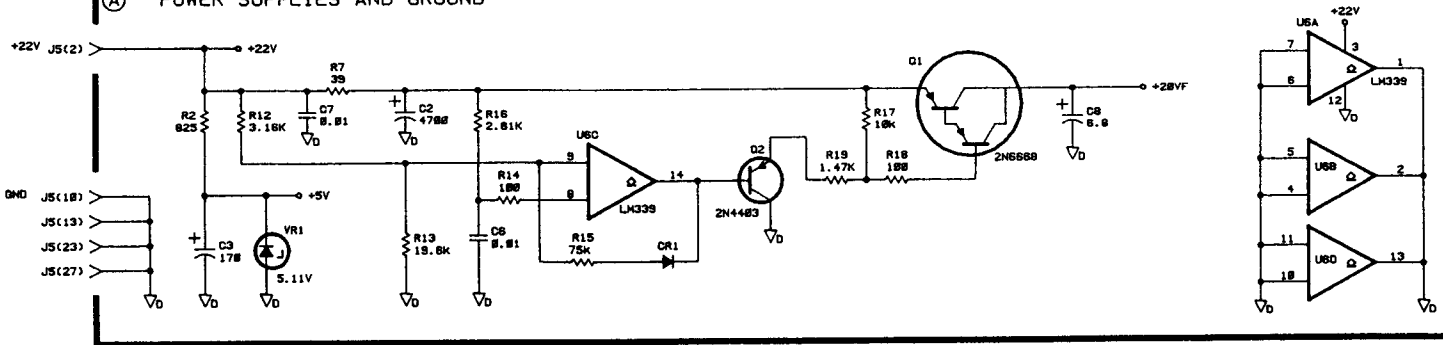 A POWER SUPPLIES AND GROUND
+22V J5(2)
+22V
R2
825
R12
3.16K
C7
0.01
D
R7
39
C2
4700
D
R16
2.61K
R17
10k
Q1
2N6668
+20VF
C8
6.8
D
+22V
U6A
7
6
3
1
12
LM339
D
GND J5(10)
J5(13)
J5(23)
J5(27)
D
+5V
C3
170
D
VR1
5.11V
D
R13
19.6K
D
R14
100
C6
0.01
D
9
8
U6C
14
LM339
R15
75k
CR1
Q2
2N4403
D
R19
1.47K
R18
100
5
4
U6B
2
11
10
U6D
13
D
D